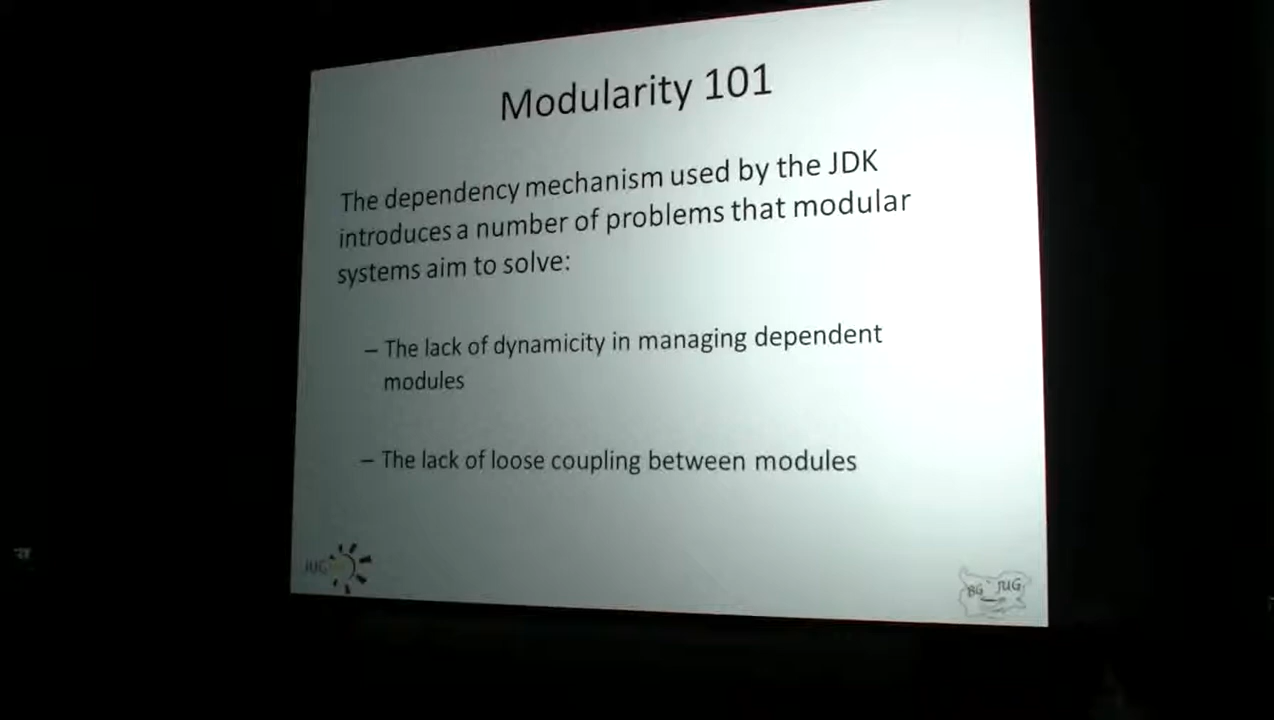 Modularity 101
The dependency mechanism used by the JDK
introduces a number of problems that modular
systems aim to solve:
– The lack of dynamicity in managing dependent
modules
– The lack of loose coupling between modules
JUG
BG JUG